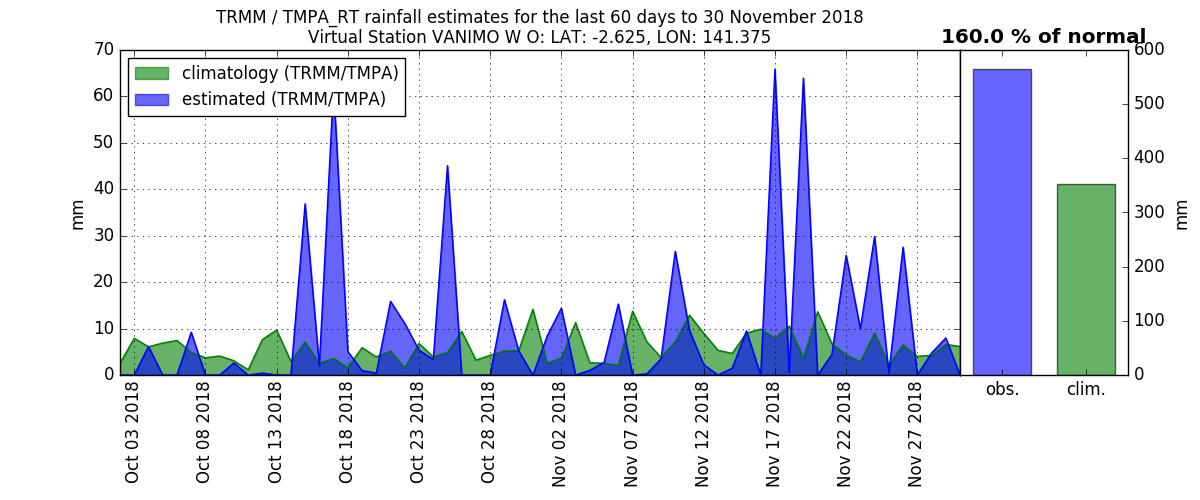 TRMM / TMPA_RT rainfall estimates for the last 60 days to 30 November 2018
Virtual Station VANIMO W O: LAT: -2.625, LON: 141.375
160.0 % of normal
climatology (TRMM/TMPA)
estimated (TRMM/TMPA)
70
60
50
40
30
20
10
0
mm
Oct 03 2018
Oct 08 2018
Oct 13 2018
Oct 18 2018
Oct 23 2018
Oct 28 2018
Nov 02 2018
Nov 07 2018
Nov 12 2018
Nov 17 2018
Nov 22 2018
Nov 27 2018
obs.
clim.
600
500
400
300
200
100
0
mm